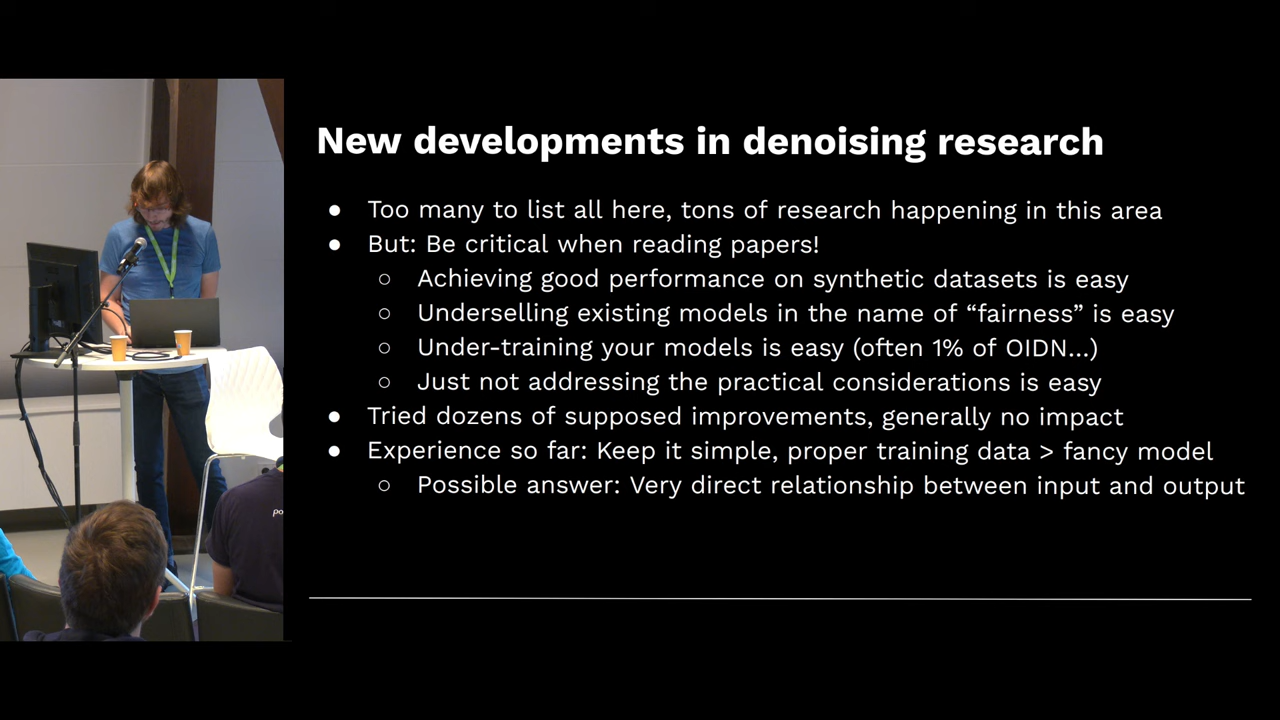 New developments in denoising research
● Too many to list all here, tons of research happening in this area
● But: Be critical when reading papers!
○ Achieving good performance on synthetic datasets is easy
○ Underselling existing models in the name of “fairness” is easy
○ Under-training your models is easy (often 1% of OIDN...)
○ Just not addressing the practical considerations is easy
● Tried dozens of supposed improvements, generally no impact
● Experience so far: Keep it simple, proper training data > fancy model
○ Possible answer: Very direct relationship between input and output